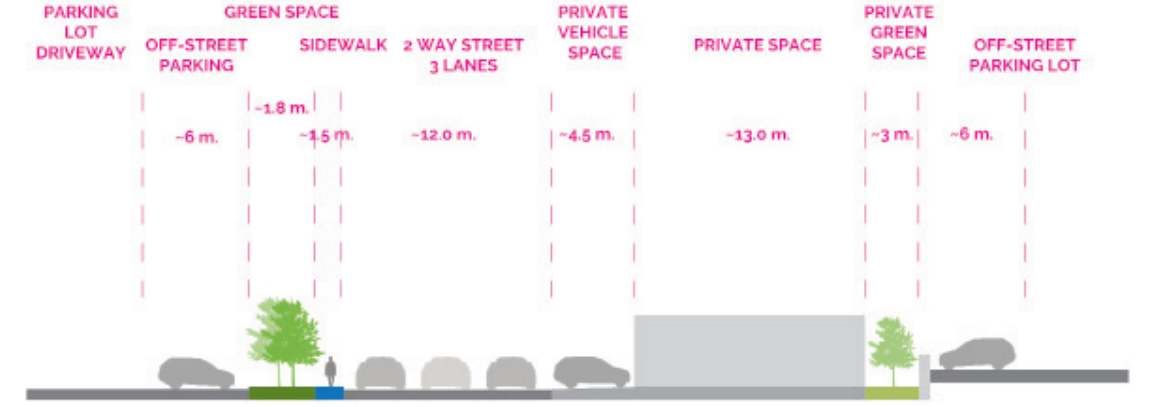 PARKING
LOT
DRIVEWAY
GREEN SPACE
OFF-STREET
PARKING
SIDEWALK
2 WAY STREET
3 LANES
PRIVATE
VEHICLE
SPACE
PRIVATE SPACE
PRIVATE
GREEN
SPACE
OFF-STREET
PARKING LOT
~1.8 m.
~6 m.
~1.5 m.
~12.0 m.
~4.5 m.
~13.0 m.
~3 m.
~6 m.